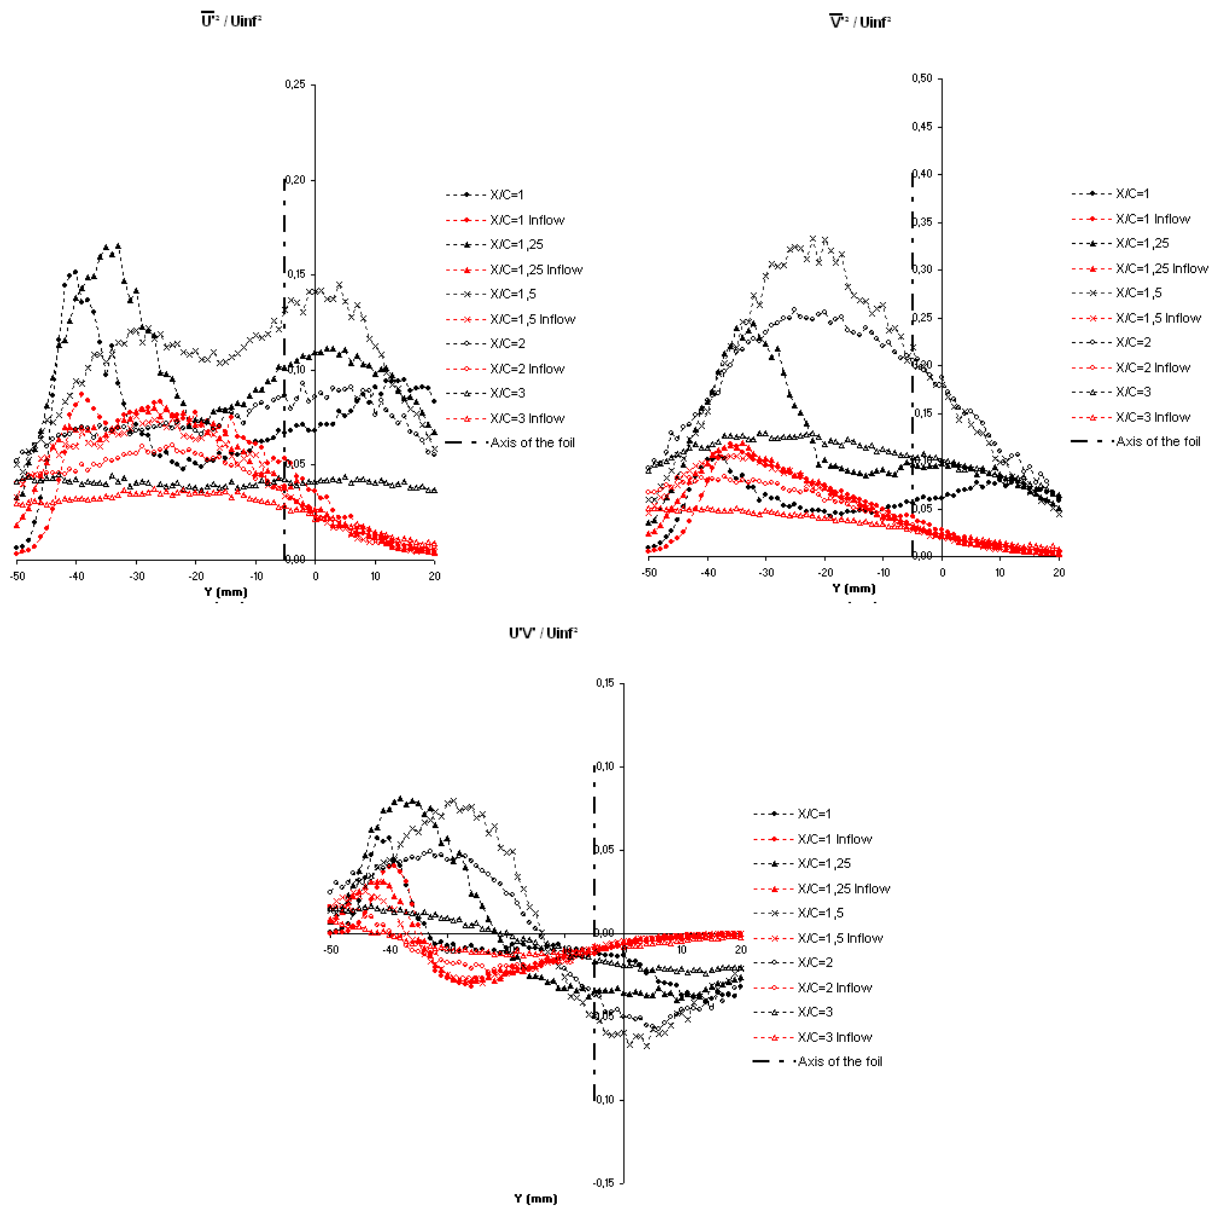 U'² / Uinf²
V'² / Uinf²
0,25
0,20
0,15
0,10
0,05
0,00
-50 -40 -30 -20 -10 0 10 20
Y (mm)
X/C=1
X/C=1 Inflow
X/C=1,25
X/C=1,25 Inflow
X/C=1,5
X/C=1,5 Inflow
X/C=2
X/C=2 Inflow
X/C=3
X/C=3 Inflow
Axis of the foil
0,50
0,45
0,40
0,35
0,30
0,25
0,20
0,15
0,10
0,05
0,00
-50 -40 -30 -20 -10 0 10 20
Y (mm)
X/C=1
X/C=1 Inflow
X/C=1,25
X/C=1,25 Inflow
X/C=1,5
X/C=1,5 Inflow
X/C=2
X/C=2 Inflow
X/C=3
X/C=3 Inflow
Axis of the foil
U'V' / Uinf²
0,15
0,10
0,05
0,00
-50 -40 -30 10 20
-0,05
-0,10
-0,15
Y (mm)
X/C=1
X/C=1 Inflow
X/C=1,25
X/C=1,25 Inflow
X/C=1,5
X/C=1,5 Inflow
X/C=2
X/C=2 Inflow
X/C=3
X/C=3 Inflow
Axis of the foil